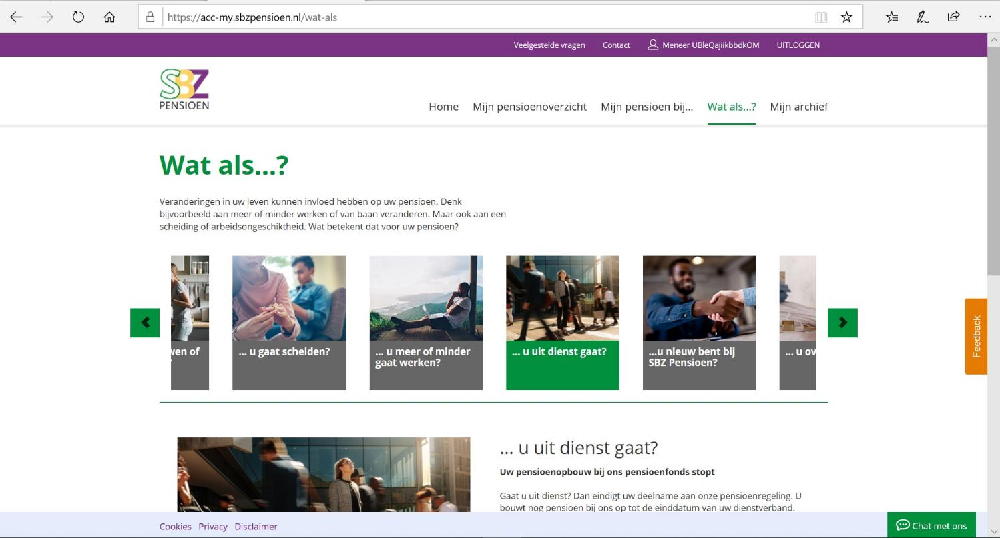 https://acc-my.sbzpensioen.nl/wat-als
Veelgestelde vragen Contact Meneer UBleQajiikbbdkOM UITLOGGEN
SBZ
PENSIOEN
Home Mijn pensioenoverzicht Mijn pensioen bij... Wat als...? Mijn archief
Wat als...?
Veranderingen in uw leven kunnen invloed hebben op uw pensioen. Denk
bijvoorbeeld aan meer of minder werken of van baan veranderen. Maar ook aan een
scheiding of arbeidsongeschiktheid. Wat betekent dat voor uw pensioen?
wen of
?
... u gaat scheiden?
... u meer of minder
gaat werken?
... u uit dienst gaat?
...u nieuw bent bij
SBZ Pensioen?
... u ov
Feedback
... u uit dienst gaat?
Uw pensioenopbouw bij ons pensioenfonds stopt
Gaat u uit dienst? Dan eindigt uw deelname aan onze pensioenregeling. U
bouwt nog pensioen bij ons op tot de einddatum van uw dienstverband.
Cookies Privacy Disclaimer
Chat met ons